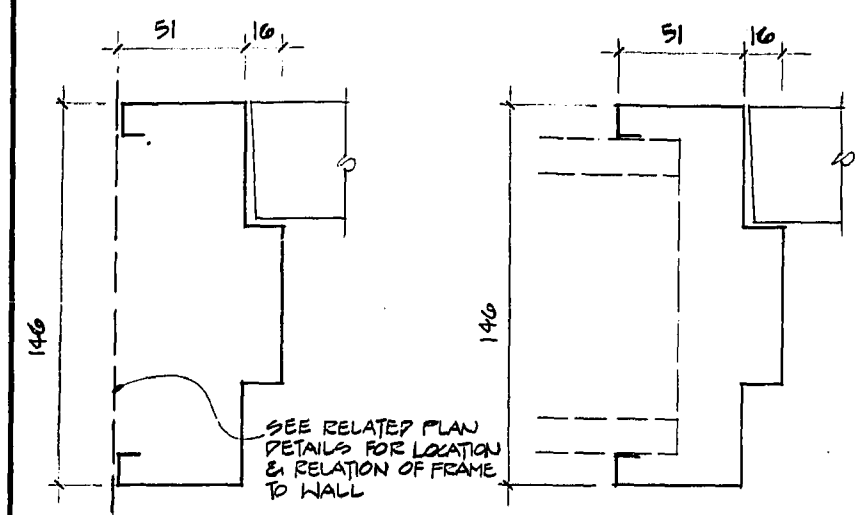 51 16
51 16
146
146
SEE RELATED PLAN
DETAILS FOR LOCATION
& RELATION OF FRAME
TO WALL